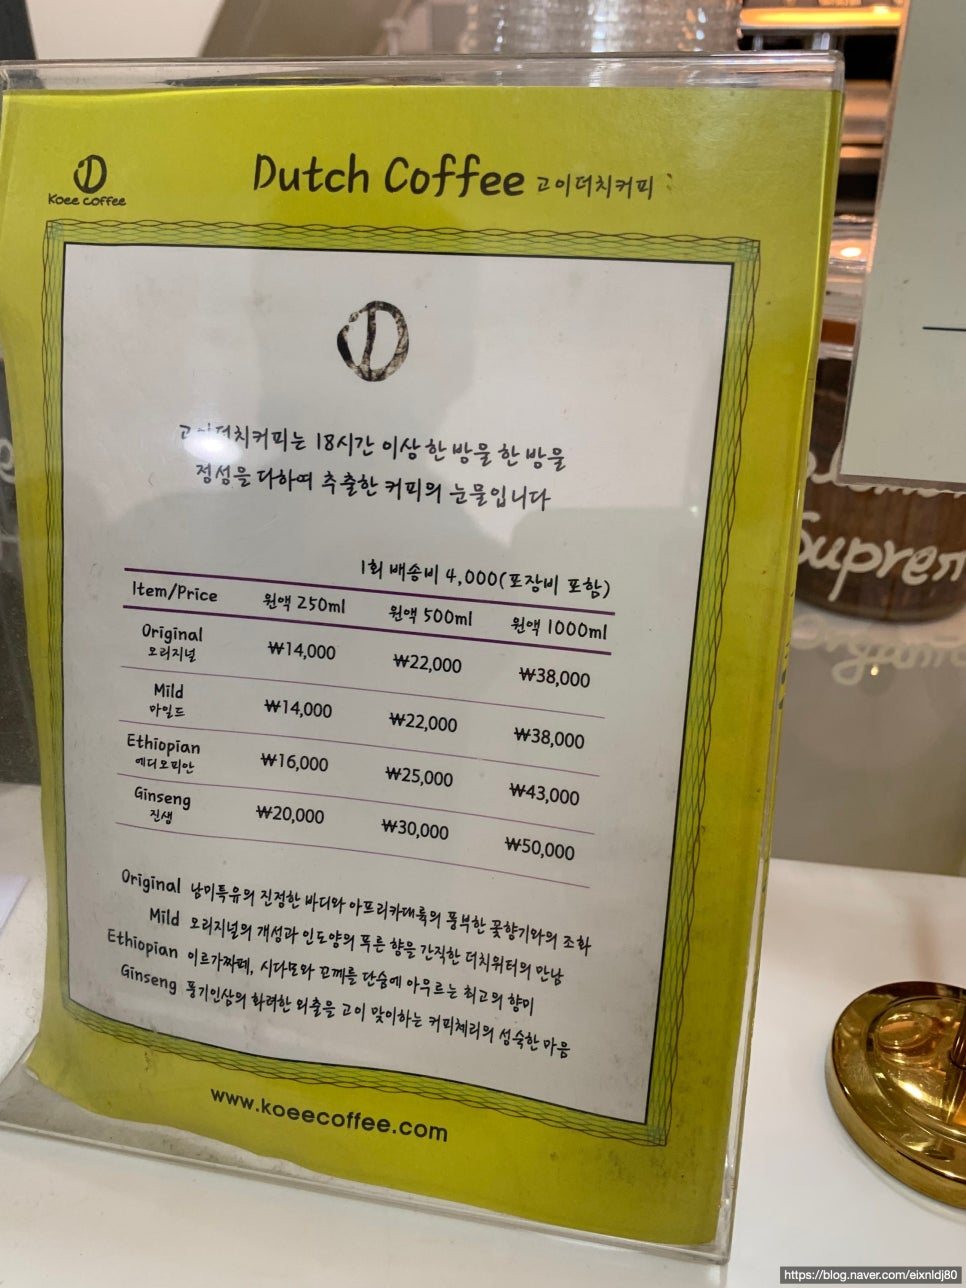 Koee coffee
Dutch Coffee 고이더치커피
고이더치커피는 18시간 이상 한 방울 한 방울
정성을 다하여 추출한 커피의 눈물입니다
1회 배송비 4,000(포장비 포함)
Item/Price 원액 250ml 원액 500ml 원액 1000ml
Original ₩14,000 ₩22,000 ₩38,000
오리지널
Mild ₩14,000 ₩22,000 ₩38,000
마일드
Ethiopian ₩16,000 ₩25,000 ₩43,000
에디오피안
Ginseng ₩20,000 ₩30,000 ₩50,000
진생
Original 남미특유의 진정한 바디와 아프리카대륙의 풍부한 꽃향기와의 조화
Mild 오리지널의 개성과 인도양의 푸른 향을 간직한 더치워터의 만남
Ethiopian 이르가짜페, 시다모와 꼬께를 단숨에 아우르는 최고의 향미
Ginseng 풍기인삼의 화려한 외출을 고이 맞이하는 커피체리의 성숙한 마음
www.koeecoffee.com
https://blog.naver.com/eixnldj80